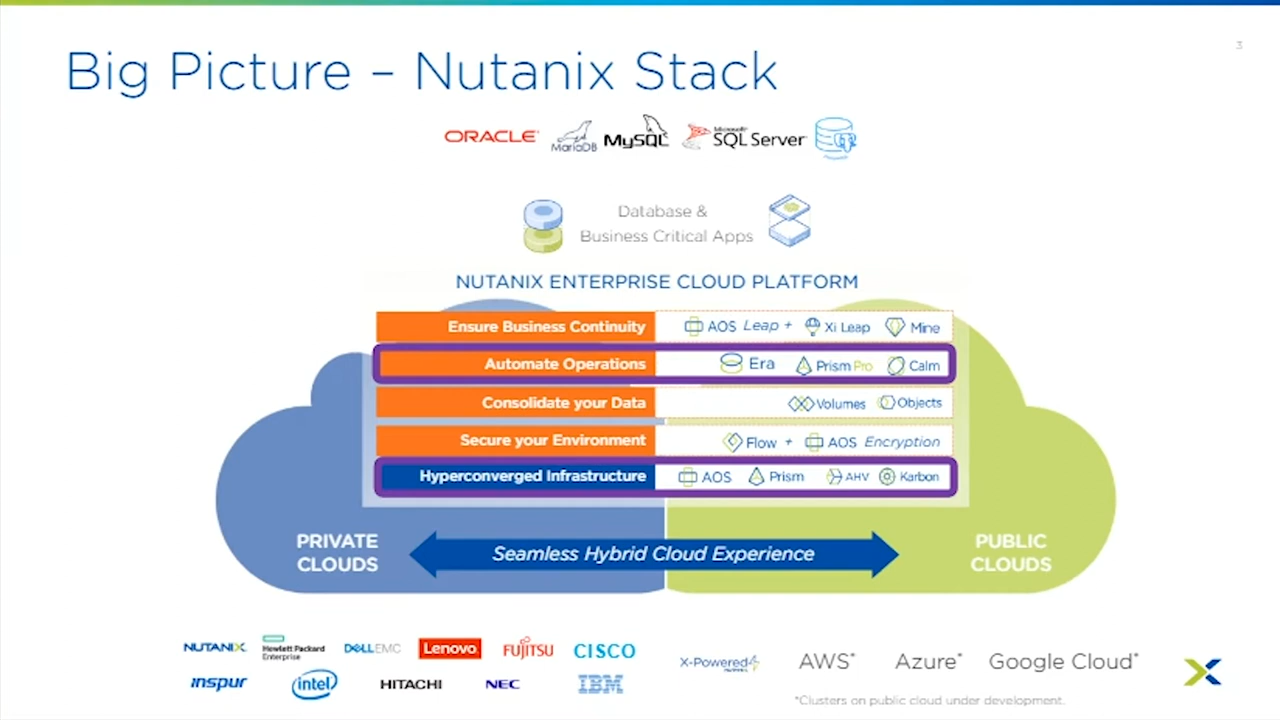 3
Big Picture – Nutanix Stack
ORACLE MariaDB MySQL Microsoft SQL Server
Database &
Business Critical Apps
NUTANIX ENTERPRISE CLOUD PLATFORM
Ensure Business Continuity AOS Leap + Xi Leap Mine
Automate Operations Era Prism Pro Calm
Consolidate your Data Volumes Objects
Secure your Environment Flow + AOS Encryption
Hyperconverged Infrastructure AOS Prism AHV Karbon
PRIVATE
CLOUDS
Seamless Hybrid Cloud Experience
PUBLIC
CLOUDS
NUTANIX Hewlett Packard
Enterprise
DELLEMC Lenovo FUJITSU CISCO
inspur intel HITACHI NEC IBM
X-Powered
AWS* Azure* Google Cloud*
*Clusters on public cloud under development.